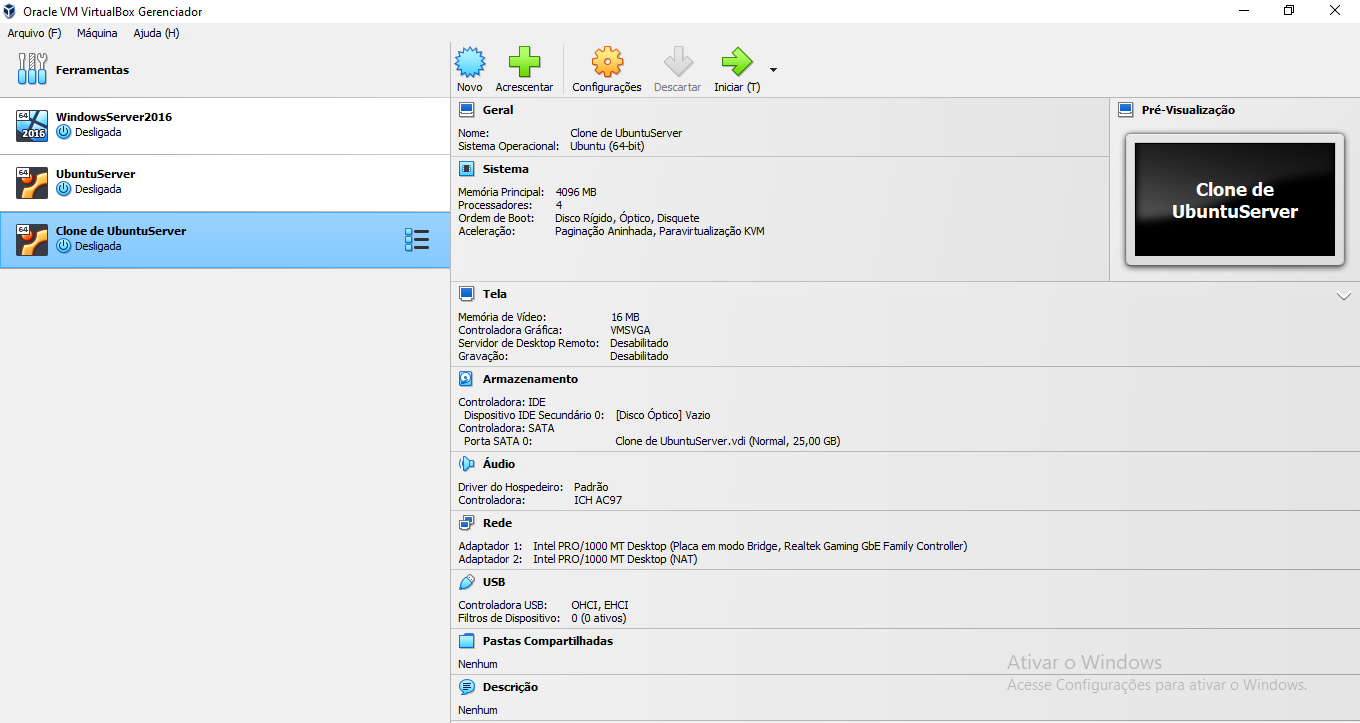 Oracle VM VirtualBox Gerenciador
Arquivo (F) Máquina Ajuda (H)
Ferramentas
Novo Acrescentar Configurações Descartar Iniciar (T)
64
2016
WindowsServer2016
Desligada
64
UbuntuServer
Desligada
64
Clone de UbuntuServer
Desligada
Geral
Nome: Clone de UbuntuServer
Sistema Operacional: Ubuntu (64-bit)
Sistema
Memória Principal: 4096 MB
Processadores: 4
Ordem de Boot: Disco Rígido, Óptico, Disquete
Aceleração: Paginação Aninhada, Paravirtualização KVM
Pré-Visualização
Clone de
UbuntuServer
Tela
Memória de Vídeo: 16 MB
Controladora Gráfica: VMSVGA
Servidor de Desktop Remoto: Desabilitado
Gravação: Desabilitado
Armazenamento
Controladora: IDE
Dispositivo IDE Secundário 0: [Disco Óptico] Vazio
Controladora: SATA
Porta SATA 0: Clone de UbuntuServer.vdi (Normal, 25,00 GB)
Áudio
Driver do Hospedeiro: Padrão
Controladora: ICH AC97
Rede
Adaptador 1: Intel PRO/1000 MT Desktop (Placa em modo Bridge, Realtek Gaming GbE Family Controller)
Adaptador 2: Intel PRO/1000 MT Desktop (NAT)
USB
Controladora USB: OHCI, EHCI
Filtros de Dispositivo: 0 (0 ativos)
Pastas Compartilhadas
Nenhum
Descrição
Nenhum
Ativar o Windows
Acesse Configurações para ativar o Windows.